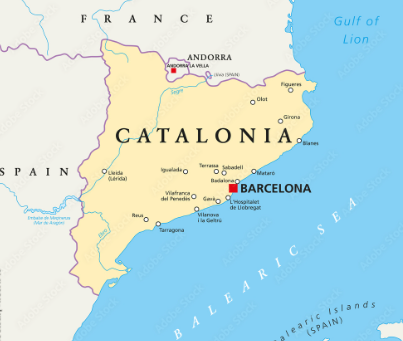 FRANCE
Gulf of
Lion
ANDORRA
ANDORRA LA VELLA
(SPAIN)
Figueres
Olot
Girona
CATALONIA
Blanes
SPAIN
Lleida
(Lérida)
Igualada
Terrassa
Sabadell
Mataró
Badalona
BARCELONA
Vilafranca
del Penedès
Gavà
L'Hospitalet
de Llobregat
Reus
Vilanova
i la Geltrú
Tarragona
BALEARIC SEA
Balearic Islands
(SPAIN)